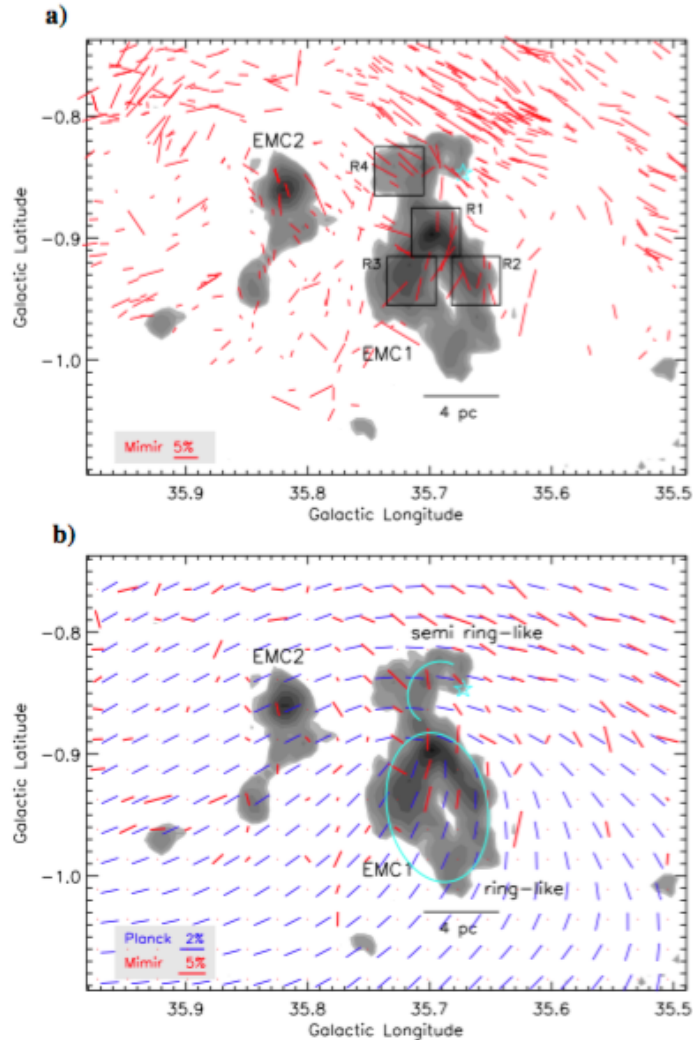 a)
-0.8
-0.9
-1.0
Galactic Latitude
EMC2
R4
R1
R3
R2
EMC1
4 pc
Mimir 5%
35.9
35.8
35.7
35.6
35.5
Galactic Longitude
b)
-0.8
-0.9
-1.0
Galactic Latitude
semi ring-like
EMC2
EMC1
ring-like
4 pc
Planck 2%
Mimir 5%
35.9
35.8
35.7
35.6
35.5
Galactic Longitude